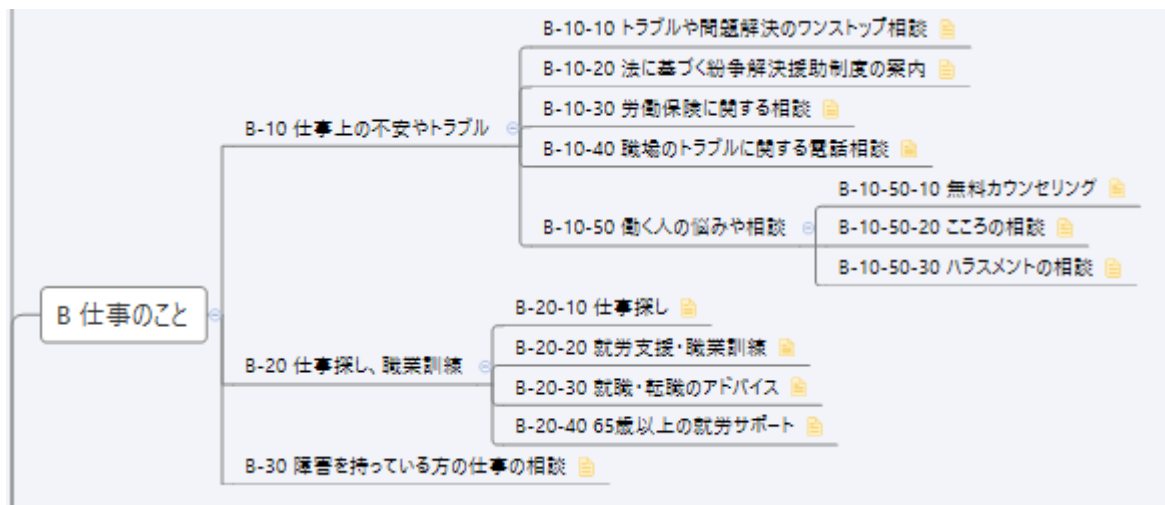 B 仕事のこと
B-10 仕事上の不安やトラブル
B-10-10 トラブルや問題解決のワンストップ相談
B-10-20 法に基づく紛争解決援助制度の案内
B-10-30 労働保険に関する相談
B-10-40 職場のトラブルに関する電話相談
B-10-50 働く人の悩みや相談
B-10-50-10 無料カウンセリング
B-10-50-20 こころの相談
B-10-50-30 ハラスメントの相談
B-20 仕事探し、職業訓練
B-20-10 仕事探し
B-20-20 就労支援・職業訓練
B-20-30 就職・転職のアドバイス
B-20-40 65歳以上の就労サポート
B-30 障害を持っている方の仕事の相談